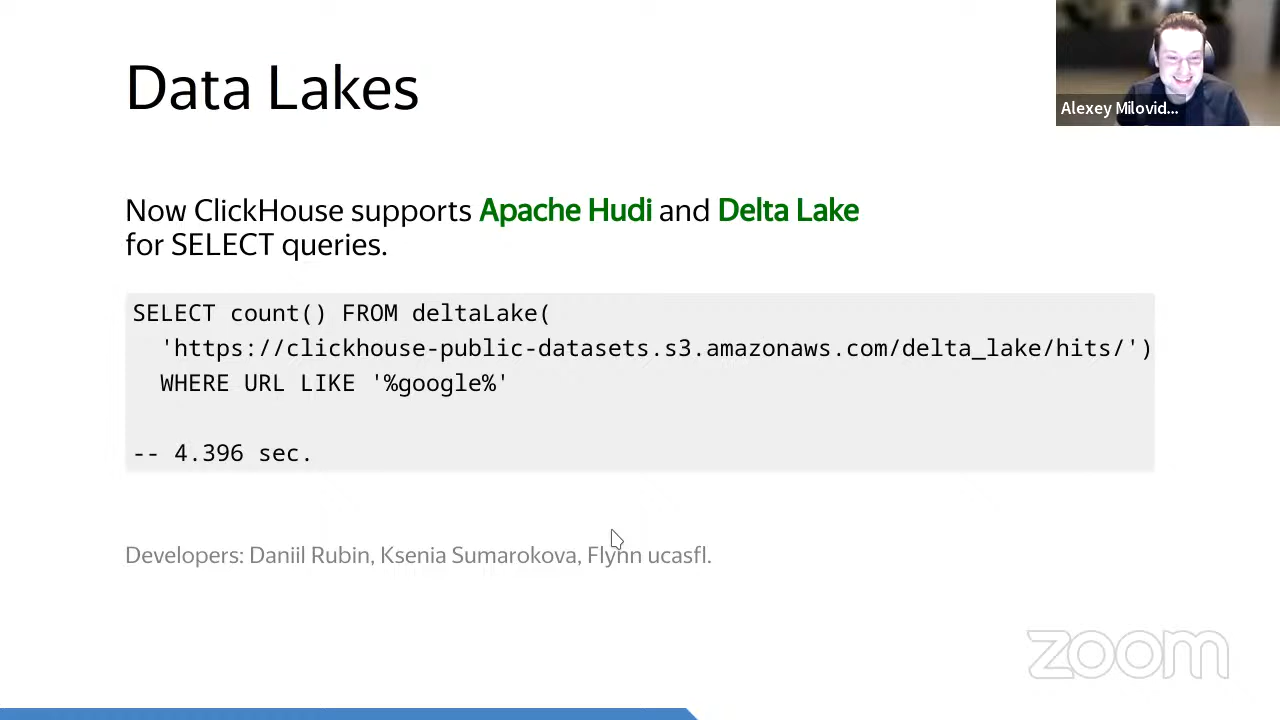 Data Lakes
Alexey Milovid...
Now ClickHouse supports Apache Hudi and Delta Lake
for SELECT queries.
SELECT count() FROM deltaLake(
'https://clickhouse-public-datasets.s3.amazonaws.com/delta_lake/hits/')
WHERE URL LIKE '%google%'
-- 4.396 sec.
Developers: Daniil Rubin, Ksenia Sumarokova, Flynn ucasfl.
zoom